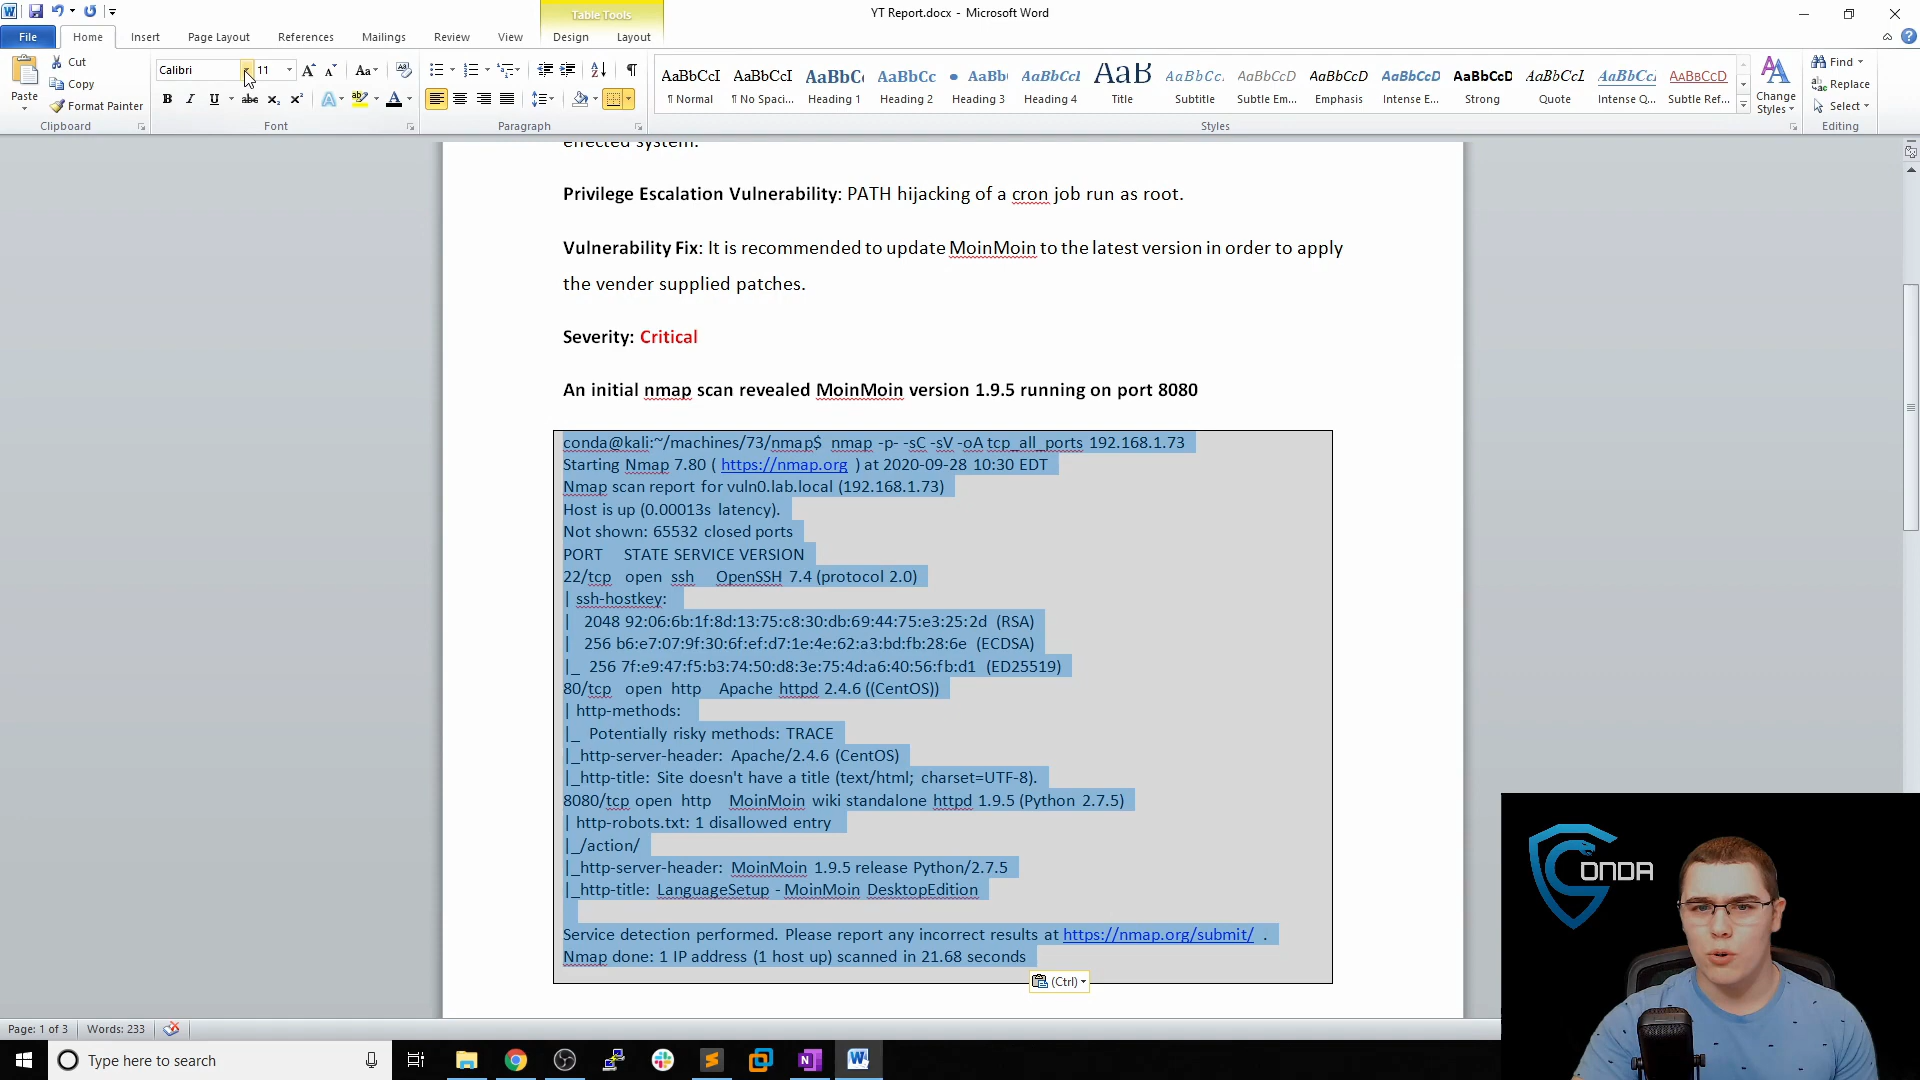 YT Report.docx - Microsoft Word
Table Tools
File Home Insert Page Layout References Mailings Review View Design Layout
Paste
Cut
Copy
Format Painter
Clipboard
Calibri 11
Font
Paragraph
AaBbCcI AaBbCcI AaBbC AaBbCc AaBb AaBbCcI AaB AaBbCc. AaBbCcD AaBbCcD AaBbCcL AaBbCcD AaBbCcI AaBbCcI AABBCCD
¶ Normal ¶ No Spaci... Heading 1 Heading 2 Heading 3 Heading 4 Title Subtitle Subtle Em... Emphasis Intense E... Strong Quote Intense Q... Subtle Ref...
Styles
Change
Styles
Find
Replace
Select
Editing
effected system.
Privilege Escalation Vulnerability: PATH hijacking of a cron job run as root.
Vulnerability Fix: It is recommended to update MoinMoin to the latest version in order to apply
the vender supplied patches.
Severity: Critical
An initial nmap scan revealed MoinMoin version 1.9.5 running on port 8080
conda@kali:~/machines/73/nmap$ nmap -p- -sC -sV -oA tcp_all_ports 192.168.1.73
Starting Nmap 7.80 ( https://nmap.org ) at 2020-09-28 10:30 EDT
Nmap scan report for vuln0.lab.local (192.168.1.73)
Host is up (0.00013s latency).
Not shown: 65532 closed ports
PORT STATE SERVICE VERSION
22/tcp open ssh OpenSSH 7.4 (protocol 2.0)
| ssh-hostkey:
| 2048 92:06:6b:1f:8d:13:75:c8:30:db:69:44:75:e3:25:2d (RSA)
| 256 b6:e7:07:9f:30:6f:ef:d7:1e:4e:62:a3:bd:fb:28:6e (ECDSA)
|_ 256 7f:e9:47:f5:b3:74:50:d8:3e:75:4d:a6:40:56:fb:d1 (ED25519)
80/tcp open http Apache httpd 2.4.6 ((CentOS))
| http-methods:
|_ Potentially risky methods: TRACE
|_http-server-header: Apache/2.4.6 (CentOS)
|_http-title: Site doesn't have a title (text/html; charset=UTF-8).
8080/tcp open http MoinMoin wiki standalone httpd 1.9.5 (Python 2.7.5)
| http-robots.txt: 1 disallowed entry
|_/action/
|_http-server-header: MoinMoin 1.9.5 release Python/2.7.5
|_http-title: LanguageSetup - MoinMoin DesktopEdition
Service detection performed. Please report any incorrect results at https://nmap.org/submit/ .
Nmap done: 1 IP address (1 host up) scanned in 21.68 seconds
(Ctrl)
CONDA
Page: 1 of 3 Words: 233
Type here to search